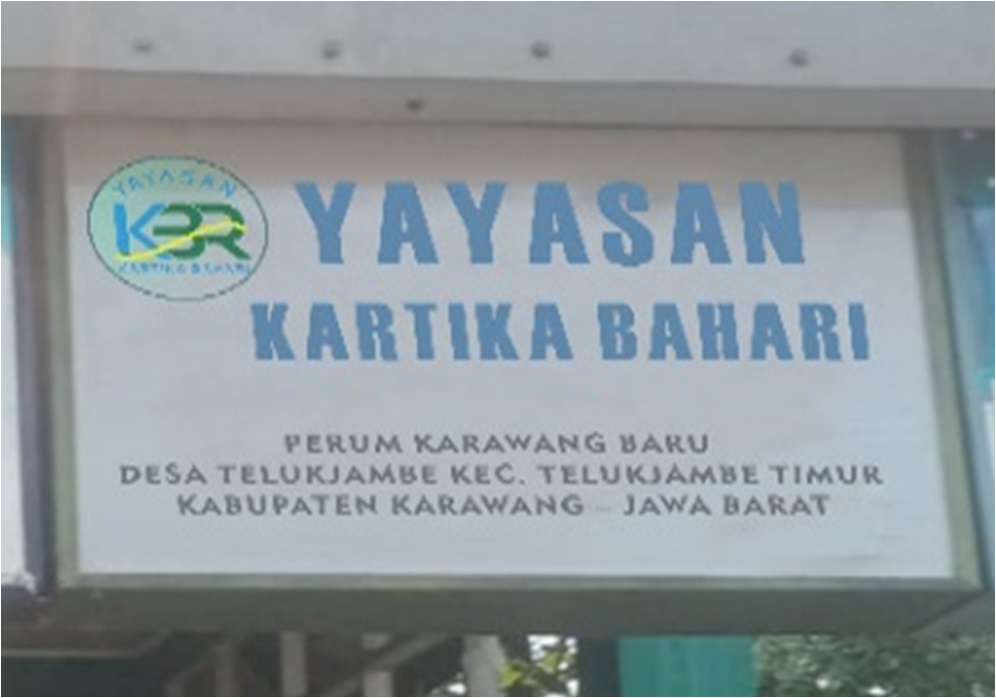 YAYASAN
KBR
KARTIKA BAHARI
YAYASAN
KARTIKA BAHARI
PERUM KARAWANG BARU
DESA TELUKJAMBE KEC. TELUKJAMBE TIMUR
KABUPATEN KARAWANG - JAWA BARAT